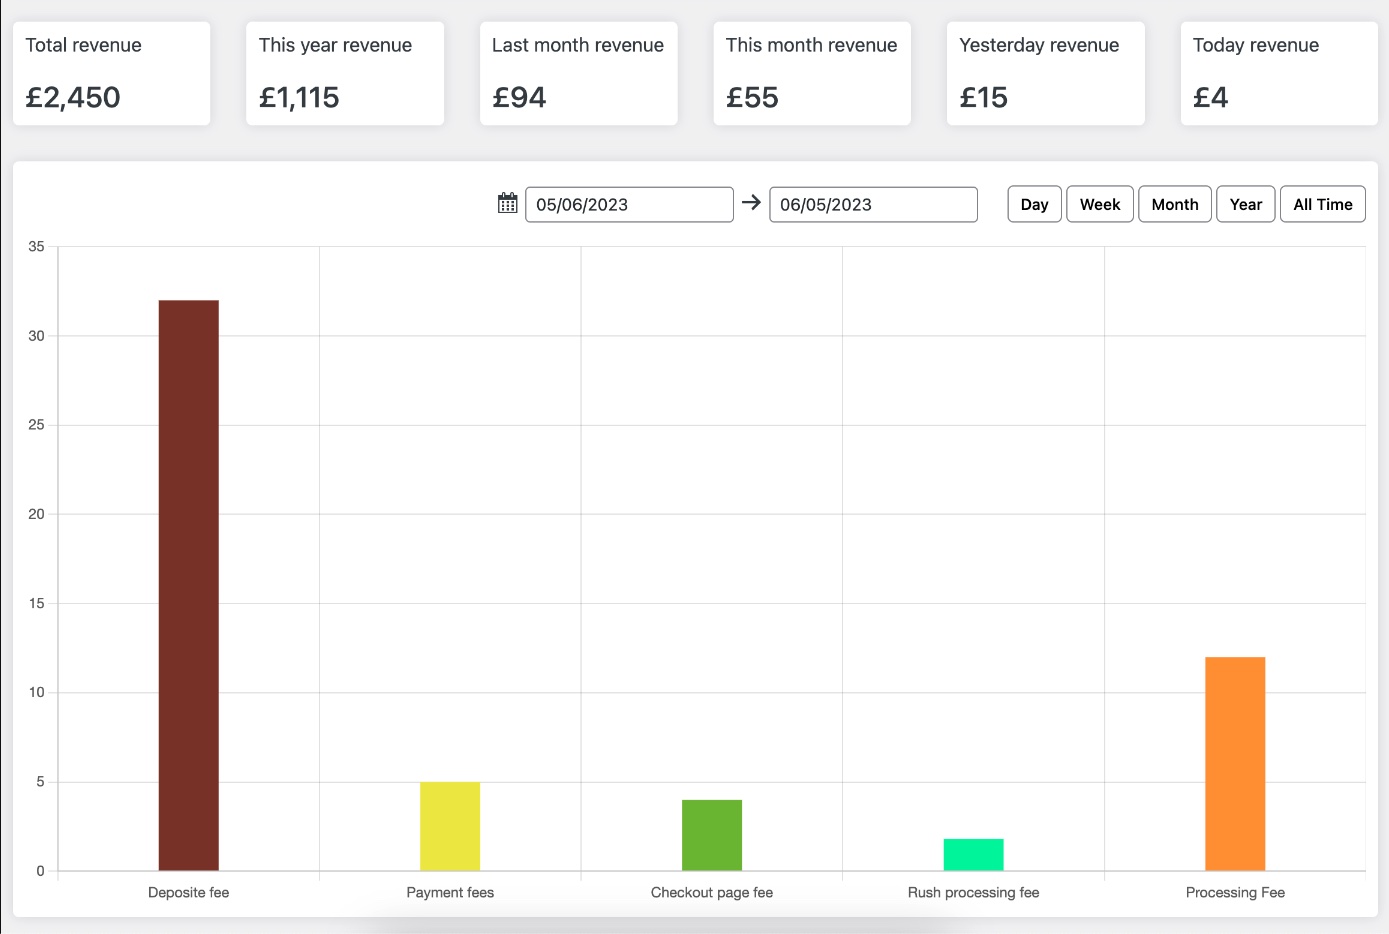 Total revenue
£2,450
This year revenue
£1,115
Last month revenue
£94
This month revenue
£55
Yesterday revenue
£15
Today revenue
£4
05/06/2023 → 06/05/2023 Day Week Month Year All Time
35
30
25
20
15
10
5
0
Deposite fee Payment fees Checkout page fee Rush processing fee Processing Fee